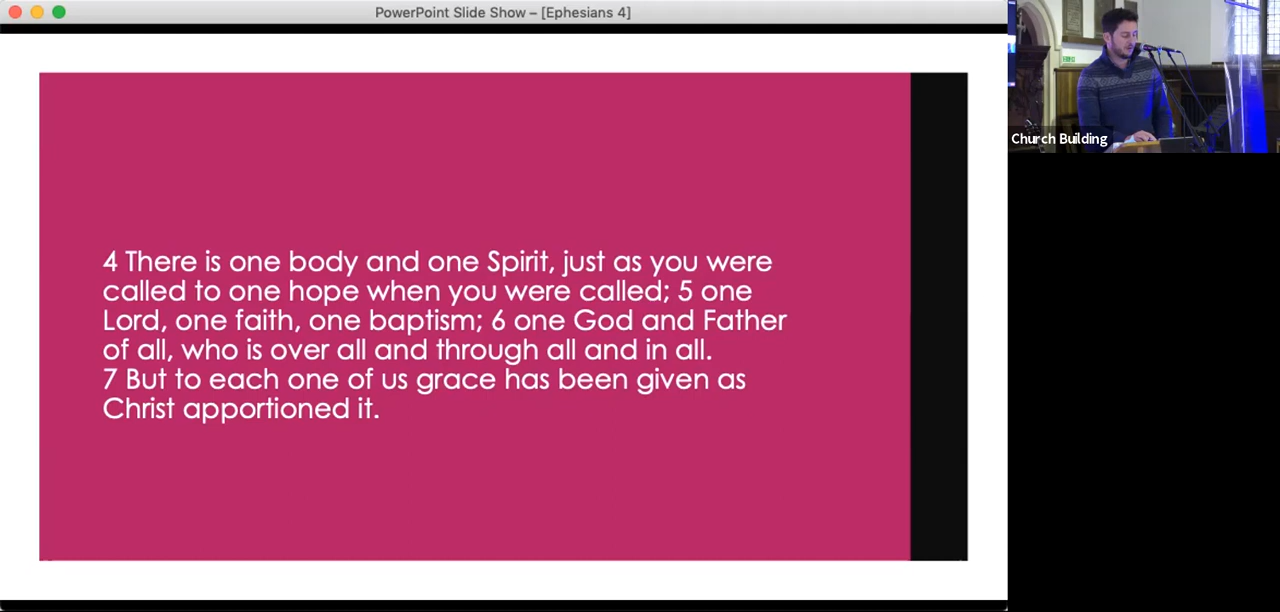 PowerPoint Slide Show – [Ephesians 4]
4 There is one body and one Spirit, just as you were
called to one hope when you were called; 5 one
Lord, one faith, one baptism; 6 one God and Father
of all, who is over all and through all and in all.
7 But to each one of us grace has been given as
Christ apportioned it.
Church Building